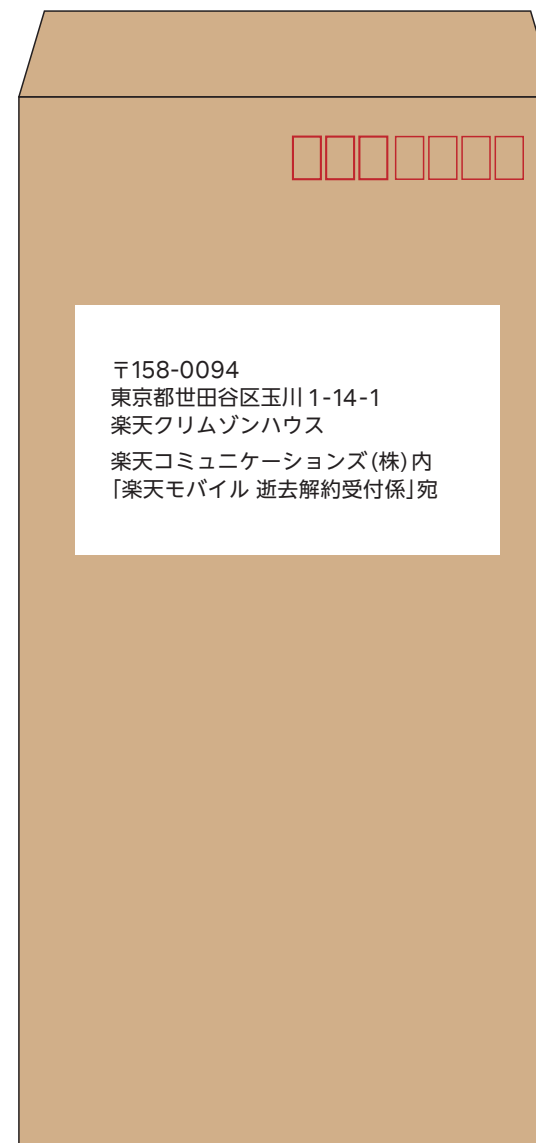 〒158-0094
東京都世田谷区玉川1-14-1
楽天クリムゾンハウス
楽天コミュニケーションズ(株)内
「楽天モバイル 逝去解約受付係」宛